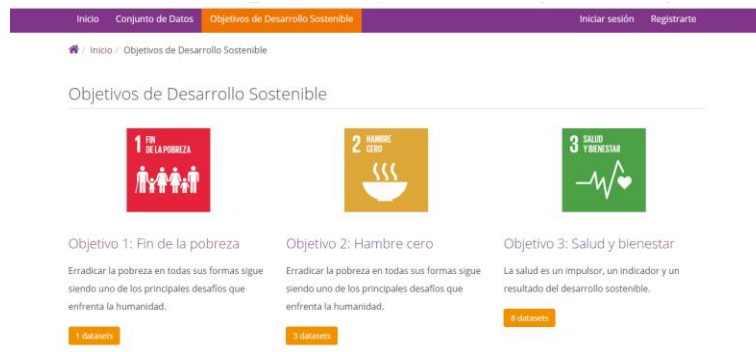 Inicio Conjunto de Datos Objetivos de Desarrollo Sostenible Iniciar sesión Registrarte
/ Inicio / Objetivos de Desarrollo Sostenible
Objetivos de Desarrollo Sostenible
1 FIN
DE LA POBREZA
2 HAMBRE
CERO
3 SALUD
Y BIENESTAR
Objetivo 1: Fin de la pobreza
Erradicar la pobreza en todas sus formas sigue
siendo uno de los principales desafíos que
enfrenta la humanidad.
1 datasets
Objetivo 2: Hambre cero
Erradicar la pobreza en todas sus formas sigue
siendo uno de los principales desafíos que
enfrenta la humanidad.
3 datasets
Objetivo 3: Salud y bienestar
La salud es un impulsor, un indicador y un
resultado del desarrollo sostenible.
8 datasets